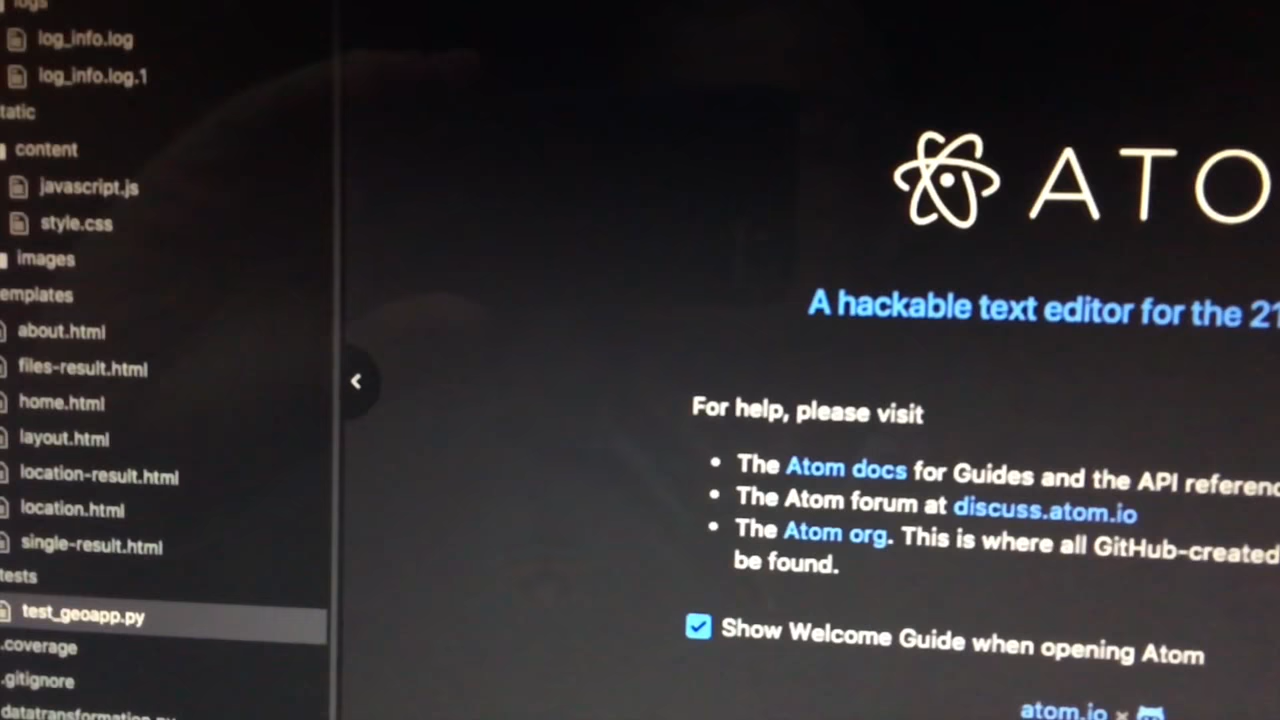 logs
log_info.log
log_info.log.1
tatic
content
javascript.js
style.css
images
emplates
about.html
files-result.html
home.html
layout.html
location-result.html
location.html
single-result.html
tests
test_geoapp.py
.coverage
.gitignore
datatransformation.py
ATO
A hackable text editor for the 21
For help, please visit
The Atom docs for Guides and the API referenc
The Atom forum at discuss.atom.io
The Atom org. This is where all GitHub-created
be found.
Show Welcome Guide when opening Atom
atom.io ×